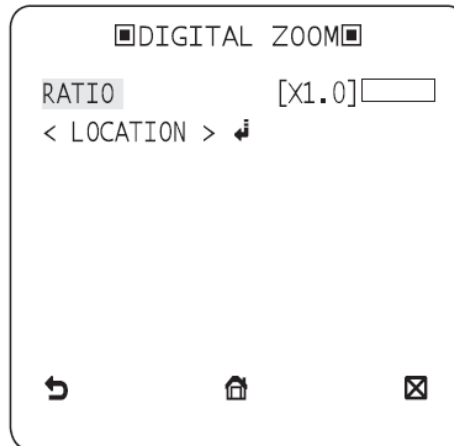 ▣DIGITAL ZOOM▣
RATIO [X1.0]
< LOCATION > ↲